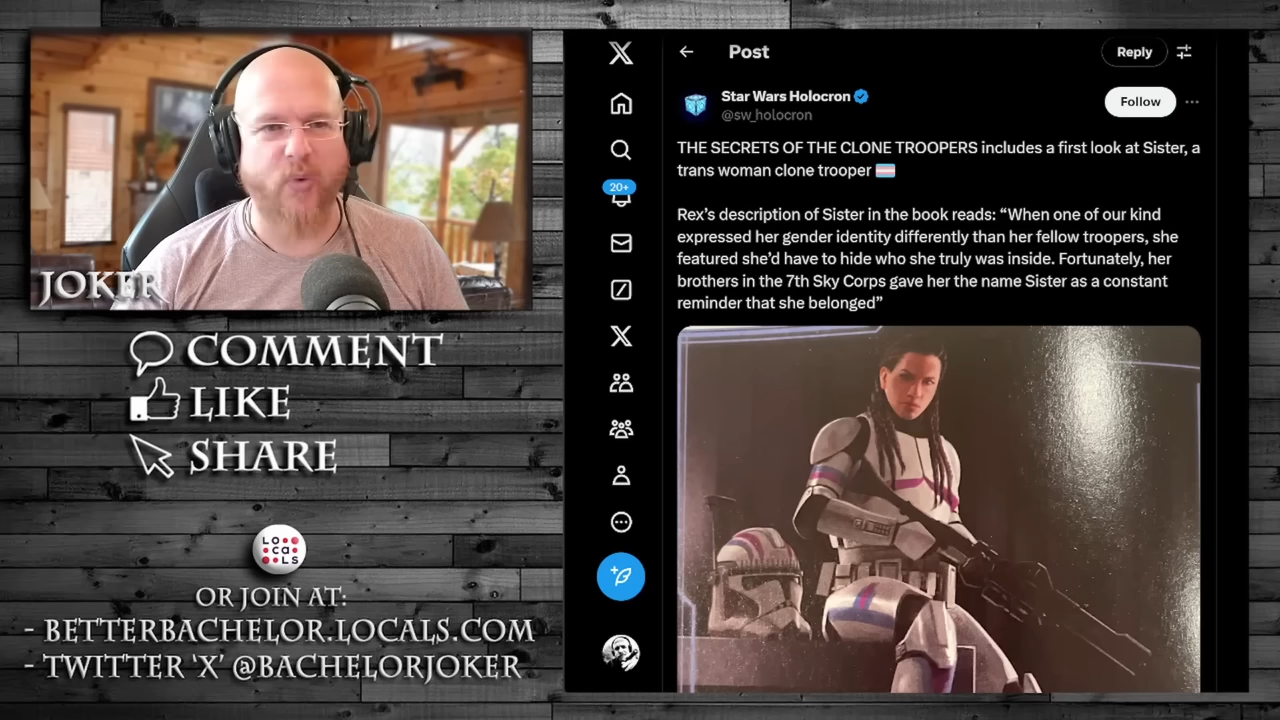 JOKER
COMMENT
LIKE
SHARE
LOCALS
OR JOIN AT:
- BETTERBACHELOR.LOCALS.COM
- TWITTER 'X' @BACHELORJOKER
Post
Reply
Star Wars Holocron
@sw_holocron
Follow
20+
THE SECRETS OF THE CLONE TROOPERS includes a first look at Sister, a
trans woman clone trooper 🏳️‍⚧️
Rex's description of Sister in the book reads: “When one of our kind
expressed her gender identity differently than her fellow troopers, she
featured she’d have to hide who she truly was inside. Fortunately, her
brothers in the 7th Sky Corps gave her the name Sister as a constant
reminder that she belonged”